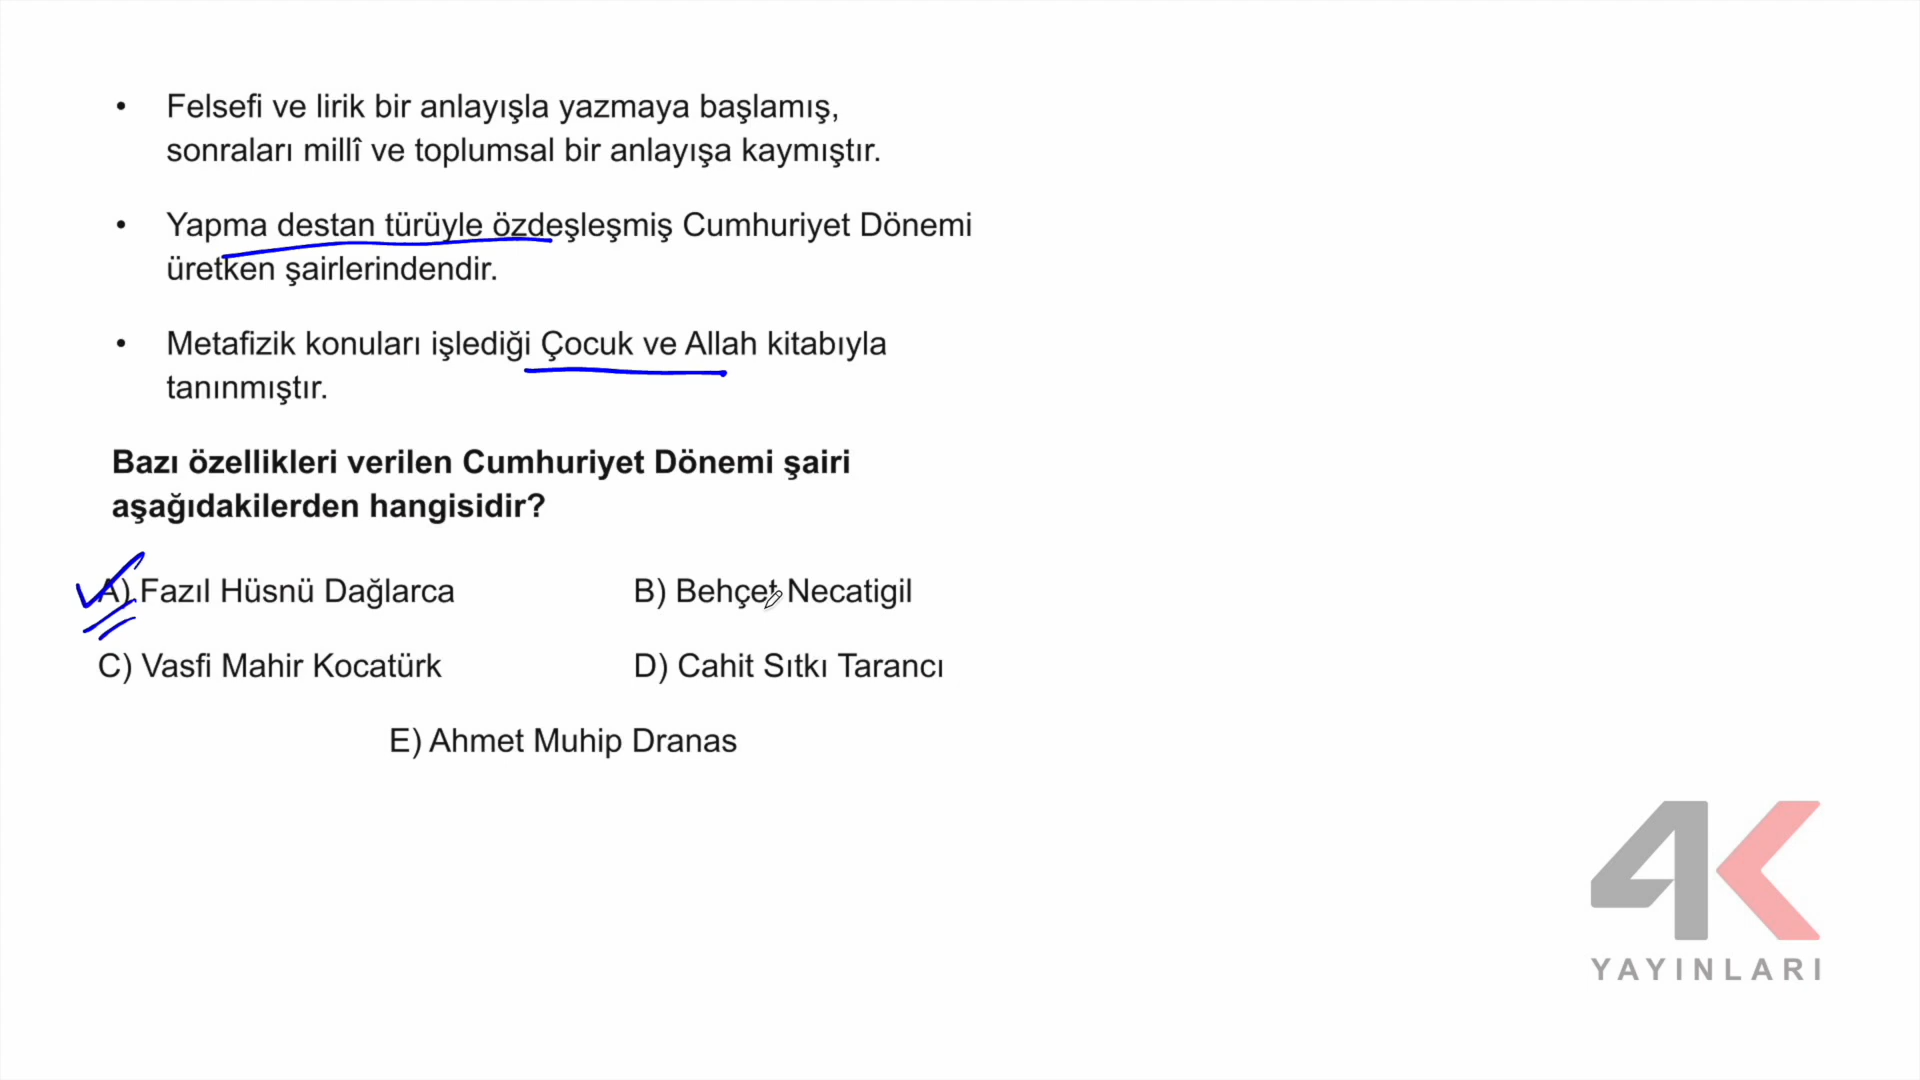 • Felsefi ve lirik bir anlayışla yazmaya başlamış,
sonraları millî ve toplumsal bir anlayışa kaymıştır.
• Yapma destan türüyle özdeşleşmiş Cumhuriyet Dönemi
üretken şairlerindendir.
• Metafizik konuları işlediği Çocuk ve Allah kitabıyla
tanınmıştır.
Bazı özellikleri verilen Cumhuriyet Dönemi şairi
aşağıdakilerden hangisidir?
A) Fazıl Hüsnü Dağlarca
B) Behçet Necatigil
C) Vasfi Mahir Kocatürk
D) Cahit Sıtkı Tarancı
E) Ahmet Muhip Dranas
4K
YAYINLARI